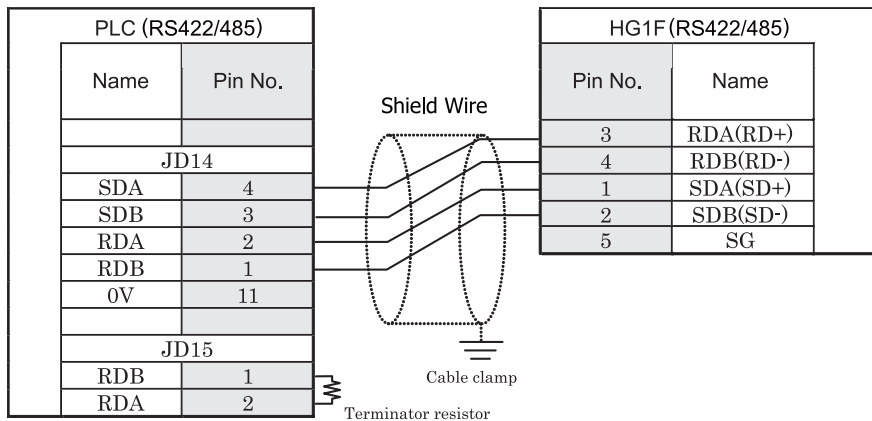 PLC (RS422/485)
Name Pin No.
JD14
SDA 4
SDB 3
RDA 2
RDB 1
0V 11
JD15
RDB 1
RDA 2
Terminator resistor
Shield Wire
Cable clamp
HG1F(RS422/485)
Pin No. Name
3 RDA(RD+)
4 RDB(RD-)
1 SDA(SD+)
2 SDB(SD-)
5 SG